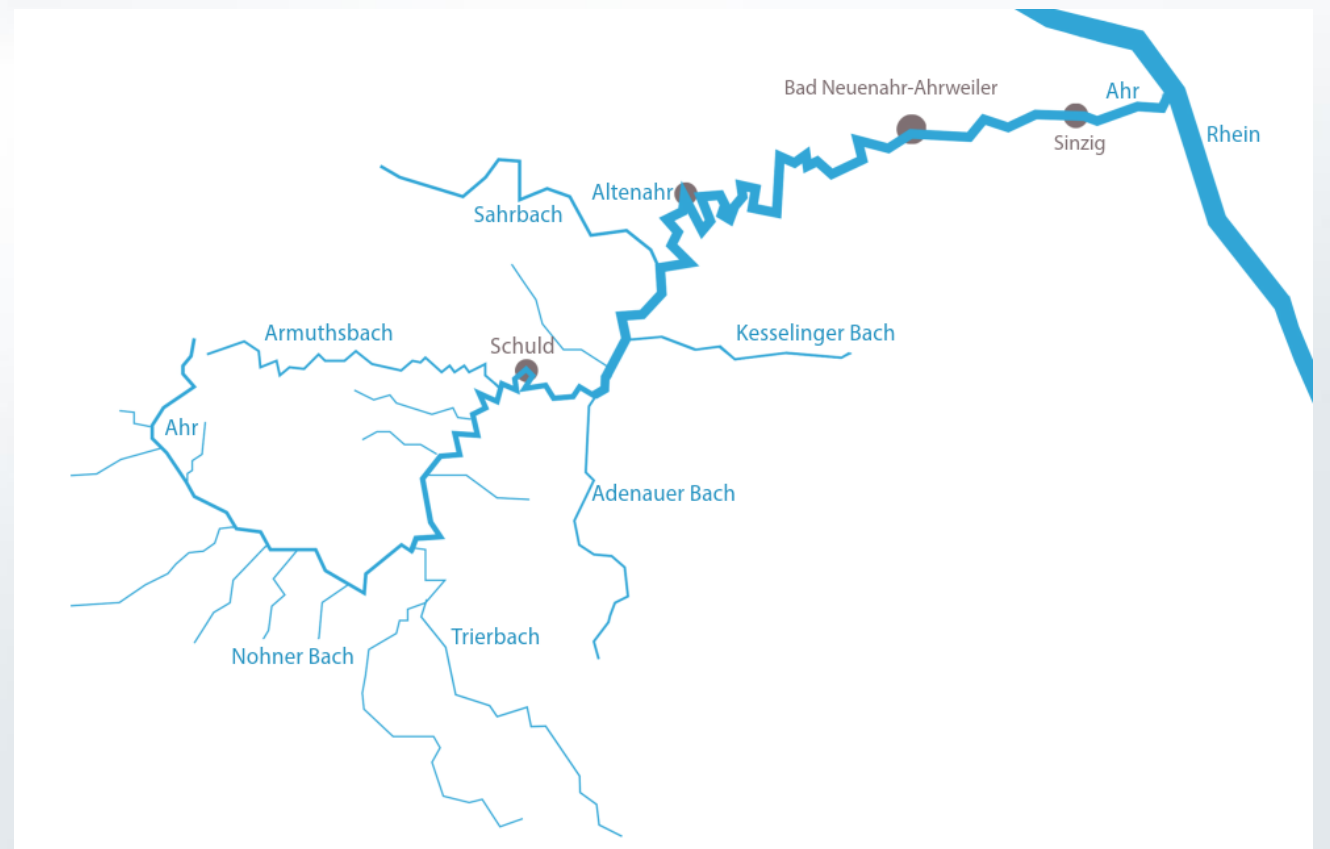 Bad Neuenahr-Ahrweiler
Ahr
Rhein
Sinzig
Altenahr
Sahrbach
Armuthsbach
Schuld
Kesselinger Bach
Ahr
Adenauer Bach
Trierbach
Nohner Bach